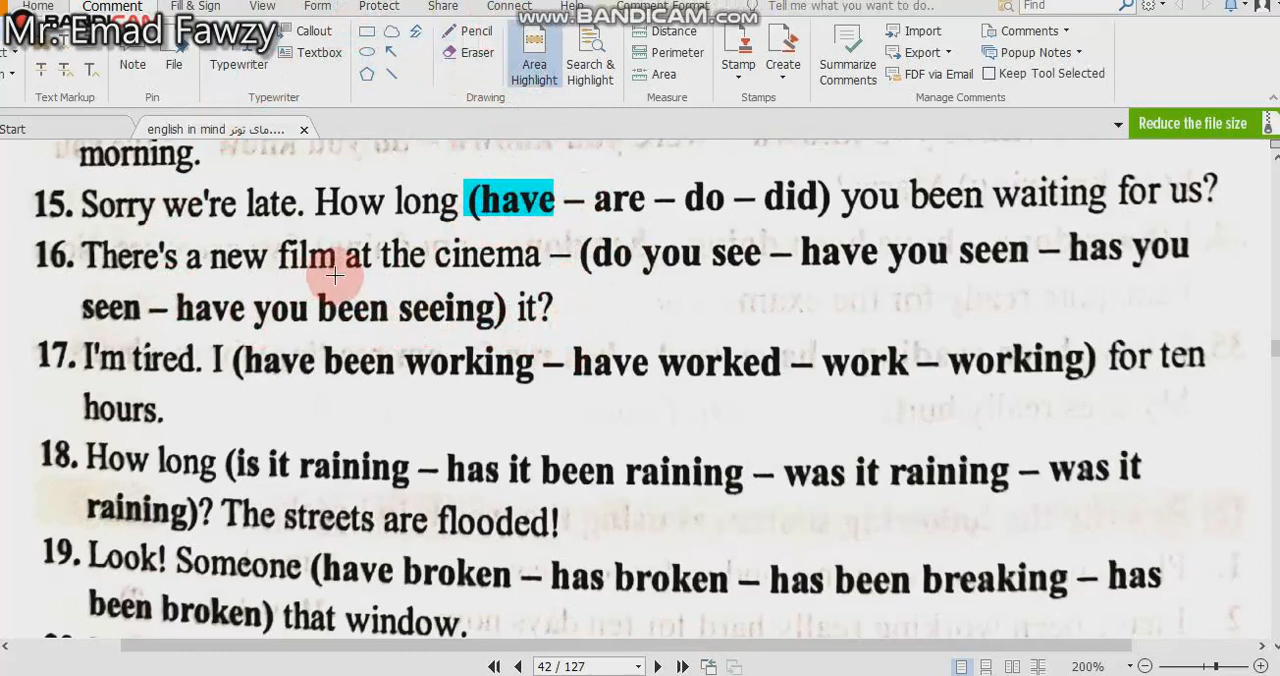 Home Comment View Form Protect Share Connect Comment Format Tell me what you want to do... Find
BANDICAM www.BANDICAM.com
Mr. Emad Fawzy
Callout Pencil Distance Import Comments
Note File Typewriter Textbox Eraser Area Highlight Search & Highlight Perimeter Stamp Create Summarize Comments Export Popup Notes
Area FDF via Email Keep Tool Selected
Text Markup Pin Typewriter Drawing Measure Stamps Manage Comments
Start english in mind ....ماى توتر Reduce the file size
morning.
15. Sorry we're late. How long (have – are – do – did) you been waiting for us?
16. There's a new film at the cinema – (do you see – have you seen – has you
seen – have you been seeing) it?
17. I'm tired. I (have been working – have worked – work – working) for ten
hours.
18. How long (is it raining – has it been raining – was it raining – was it
raining)? The streets are flooded!
19. Look! Someone (have broken – has broken – has been breaking – has
been broken) that window.
42 / 127 200%